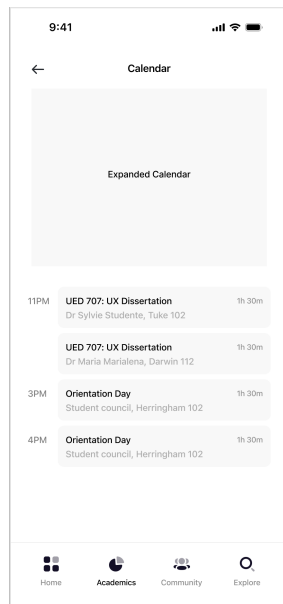 9:41
Calendar
Expanded Calendar
11PM
UED 707: UX Dissertation 1h 30m
Dr Sylvie Studente, Tuke 102
UED 707: UX Dissertation 1h 30m
Dr Maria Marialena, Darwin 112
3PM
Orientation Day 1h 30m
Student council, Herringham 102
4PM
Orientation Day 1h 30m
Student council, Herringham 102
Home Academics Community Explore